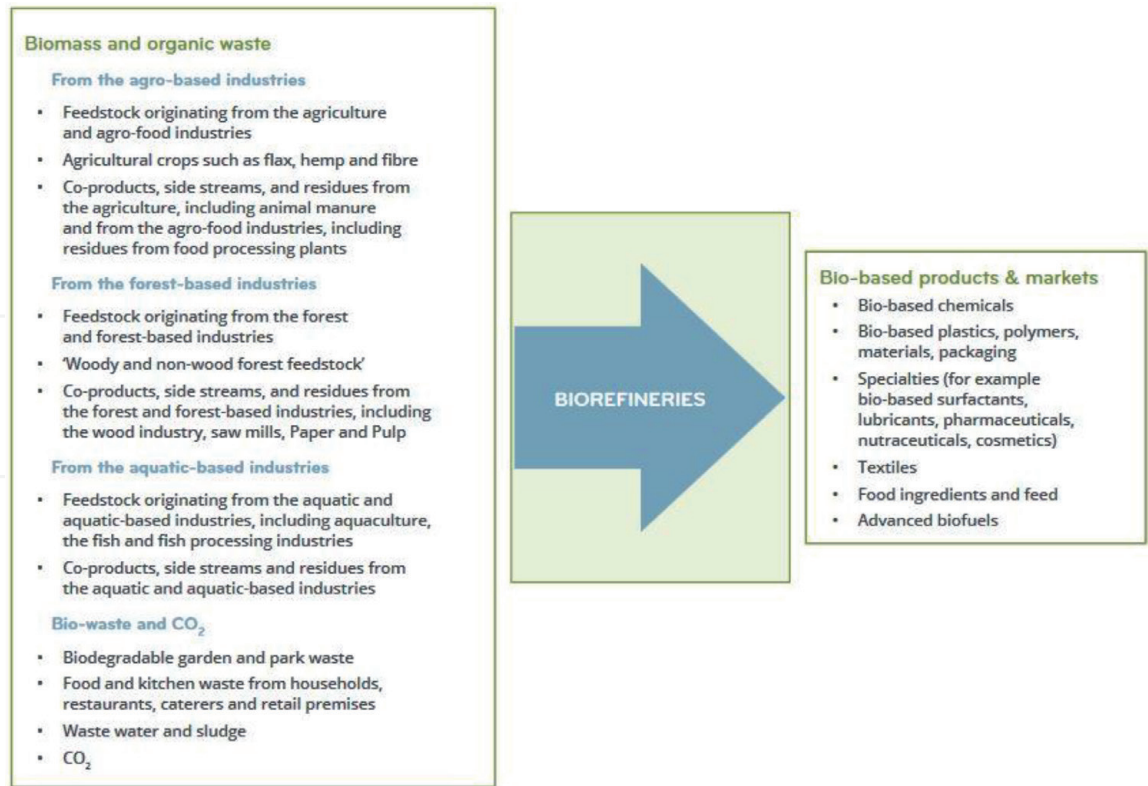 Biomass and organic waste
From the agro-based industries
• Feedstock originating from the agriculture
and agro-food industries
• Agricultural crops such as flax, hemp and fibre
• Co-products, side streams, and residues from
the agriculture, including animal manure
and from the agro-food industries, including
residues from food processing plants
From the forest-based industries
• Feedstock originating from the forest
and forest-based industries
• ‘Woody and non-wood forest feedstock’
• Co-products, side streams, and residues from
the forest and forest-based industries, including
the wood industry, saw mills, Paper and Pulp
From the aquatic-based industries
• Feedstock originating from the aquatic and
aquatic-based industries, including aquaculture,
the fish and fish processing industries
• Co-products, side streams and residues from
the aquatic and aquatic-based industries
Bio-waste and CO₂
• Biodegradable garden and park waste
• Food and kitchen waste from households,
restaurants, caterers and retail premises
• Waste water and sludge
• CO₂
BIOREFINERIES
Bio-based products & markets
• Bio-based chemicals
• Bio-based plastics, polymers,
materials, packaging
• Specialties (for example
bio-based surfactants,
lubricants, pharmaceuticals,
nutraceuticals, cosmetics)
• Textiles
• Food ingredients and feed
• Advanced biofuels